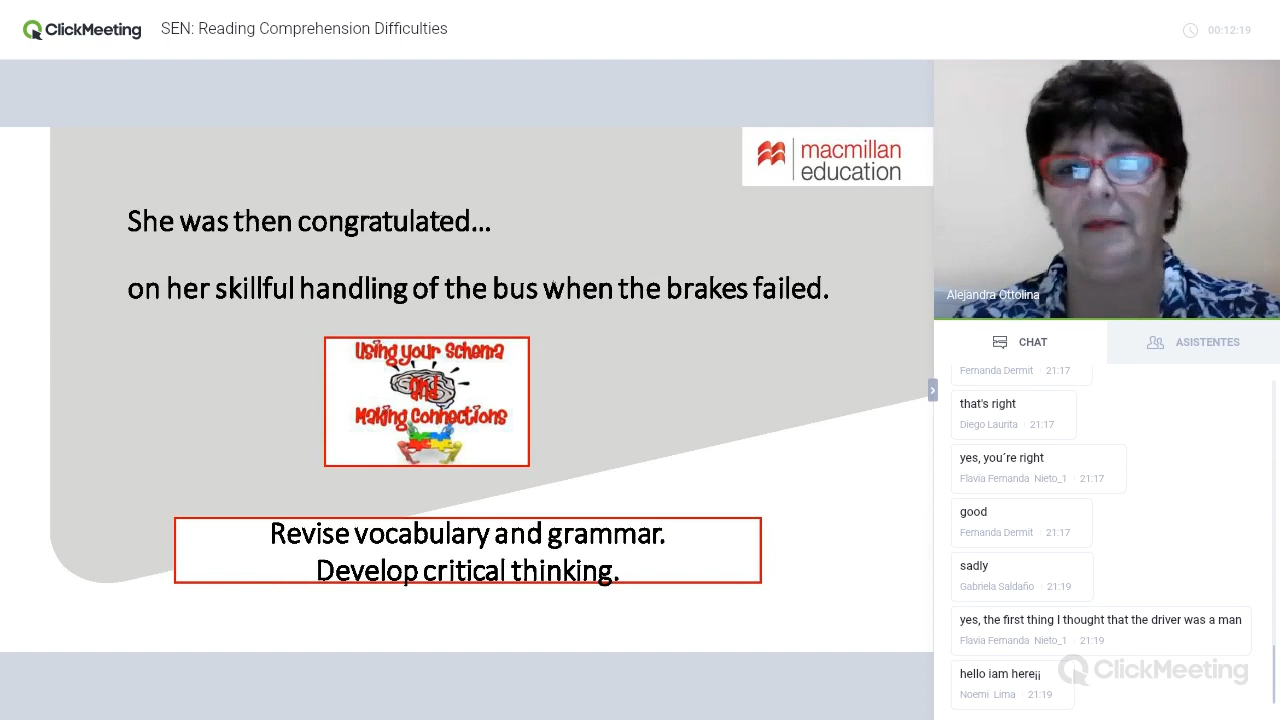 ClickMeeting
SEN: Reading Comprehension Difficulties
00:12:19
macmillan
education
She was then congratulated...
on her skillful handling of the bus when the brakes failed.
Using your Schema
and
Making Connections
Revise vocabulary and grammar.
Develop critical thinking.
Alejandra Ottolina
CHAT
ASISTENTES
Fernanda Dermit · 21:17
that's right
Diego Laurita · 21:17
yes, you´re right
Flavia Fernanda Nieto_1 · 21:17
good
Fernanda Dermit · 21:17
sadly
Gabriela Saldaño · 21:19
yes, the first thing I thought that the driver was a man
Flavia Fernanda Nieto_1 · 21:19
hello iam here¡¡
Noemi Lima · 21:19
ClickMeeting